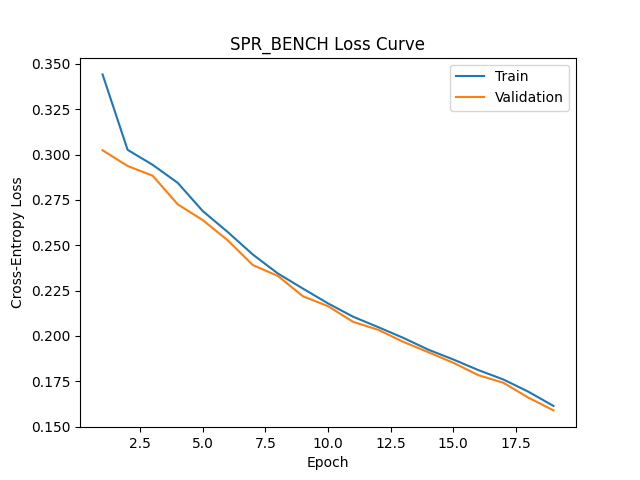 SPR_BENCH Loss Curve
Train
Validation
0.350
0.325
0.300
0.275
0.250
0.225
0.200
0.175
0.150
Cross-Entropy Loss
2.5 5.0 7.5 10.0 12.5 15.0 17.5
Epoch